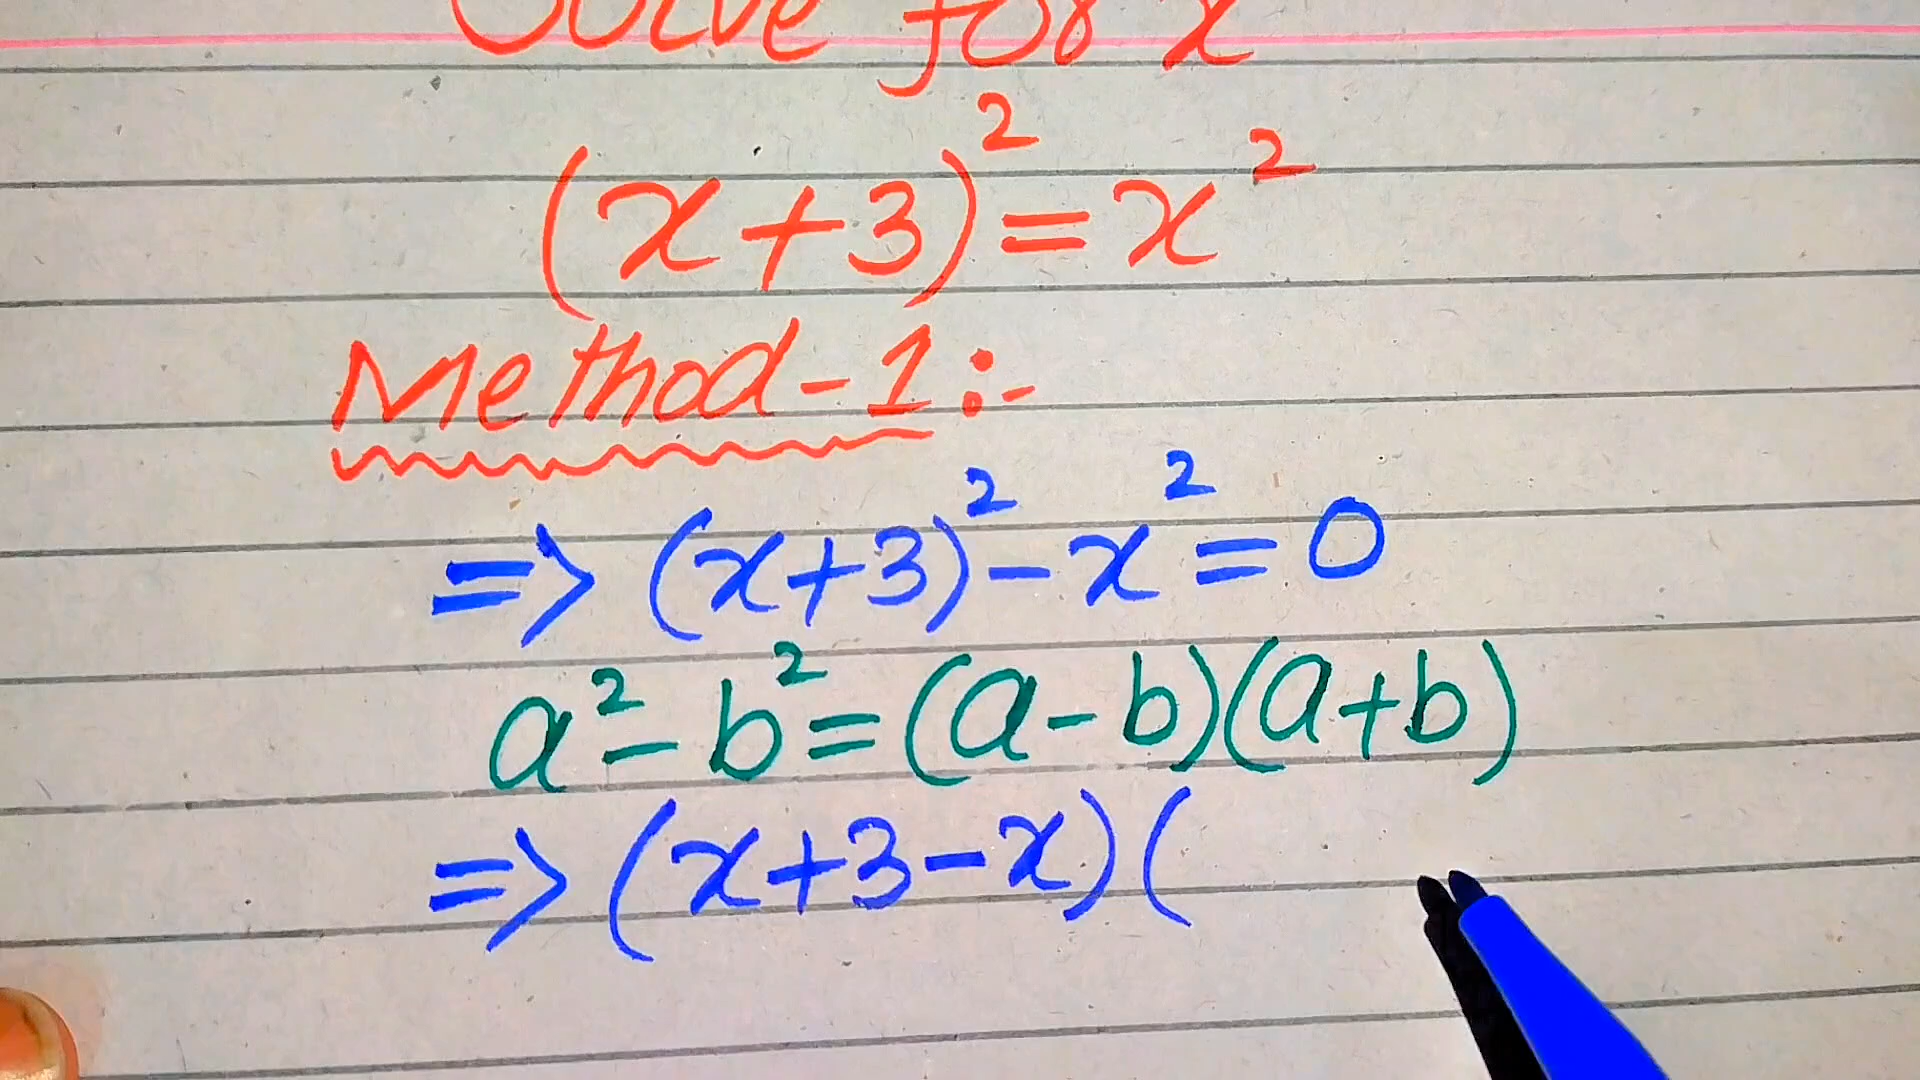 Solve for x
(x+3)² = x²
Method-1:-
=> (x+3)² - x² = 0
a² - b² = (a-b)(a+b)
=> (x+3-x)(